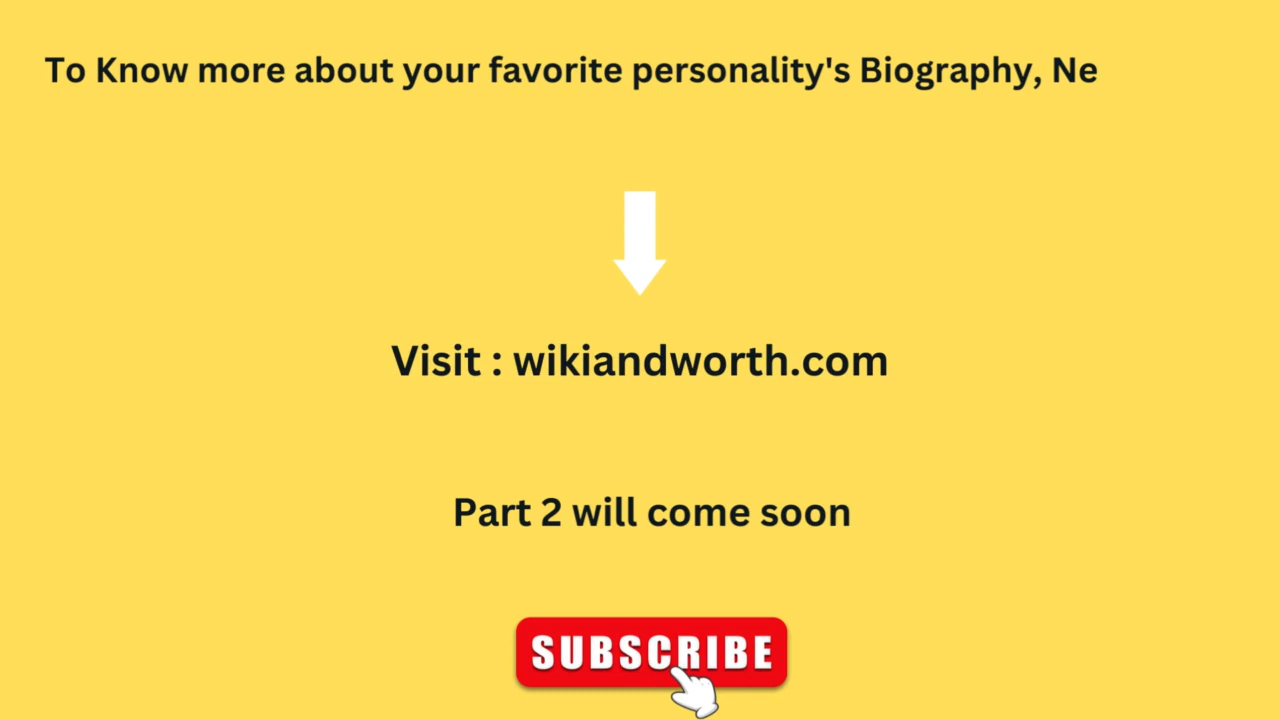 To Know more about your favorite personality's Biography, Ne
Visit : wikiandworth.com
Part 2 will come soon
SUBSCRIBE